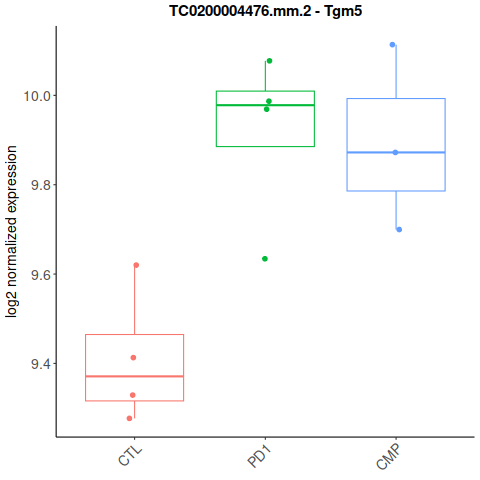 TC0200004476.mm.2 - Tgm5
log2 normalized expression
10.0
9.8
9.6
9.4
CTL
PD1
CMP